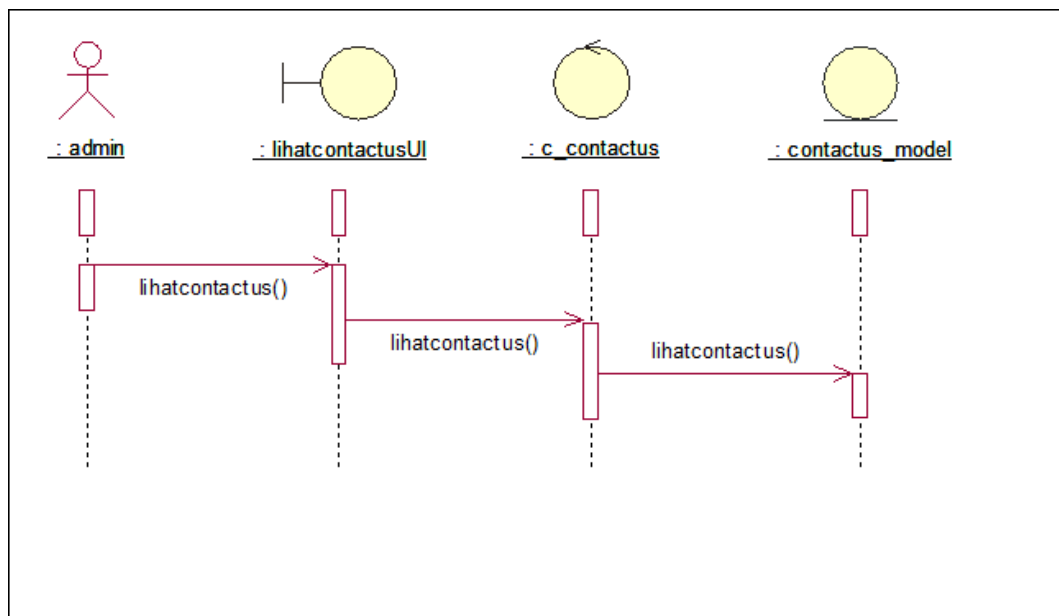 : admin
: lihatcontactusUI
: c_contactus
: contactus_model
lihatcontactus()
lihatcontactus()
lihatcontactus()